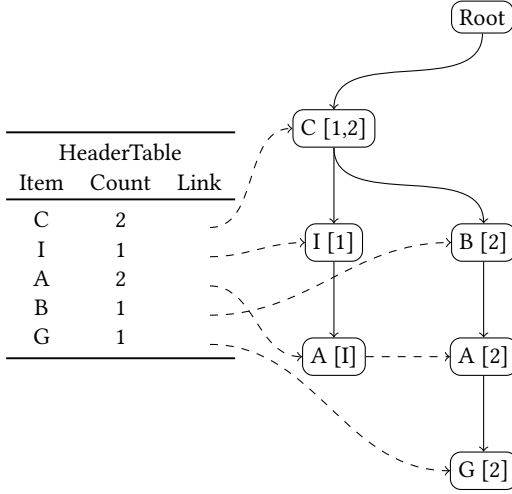 Root
C [1,2]
HeaderTable
Item Count Link
C 2
I 1
A 2
B 1
G 1
I [1]
B [2]
A [I]
A [2]
G [2]